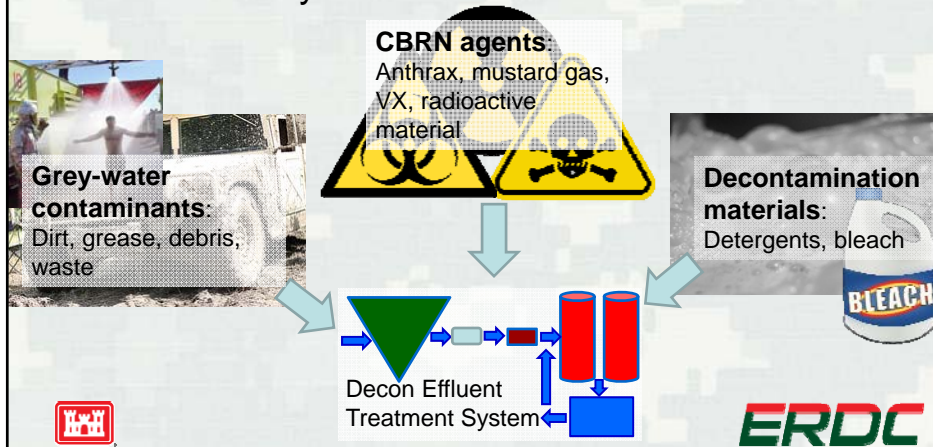 CBRN agents:
Anthrax, mustard gas,
VX, radioactive
material
Grey-water
contaminants:
Dirt, grease, debris,
waste
Decontamination
materials:
Detergents, bleach
BLEACH
Decon Effluent
Treatment System
ERDC